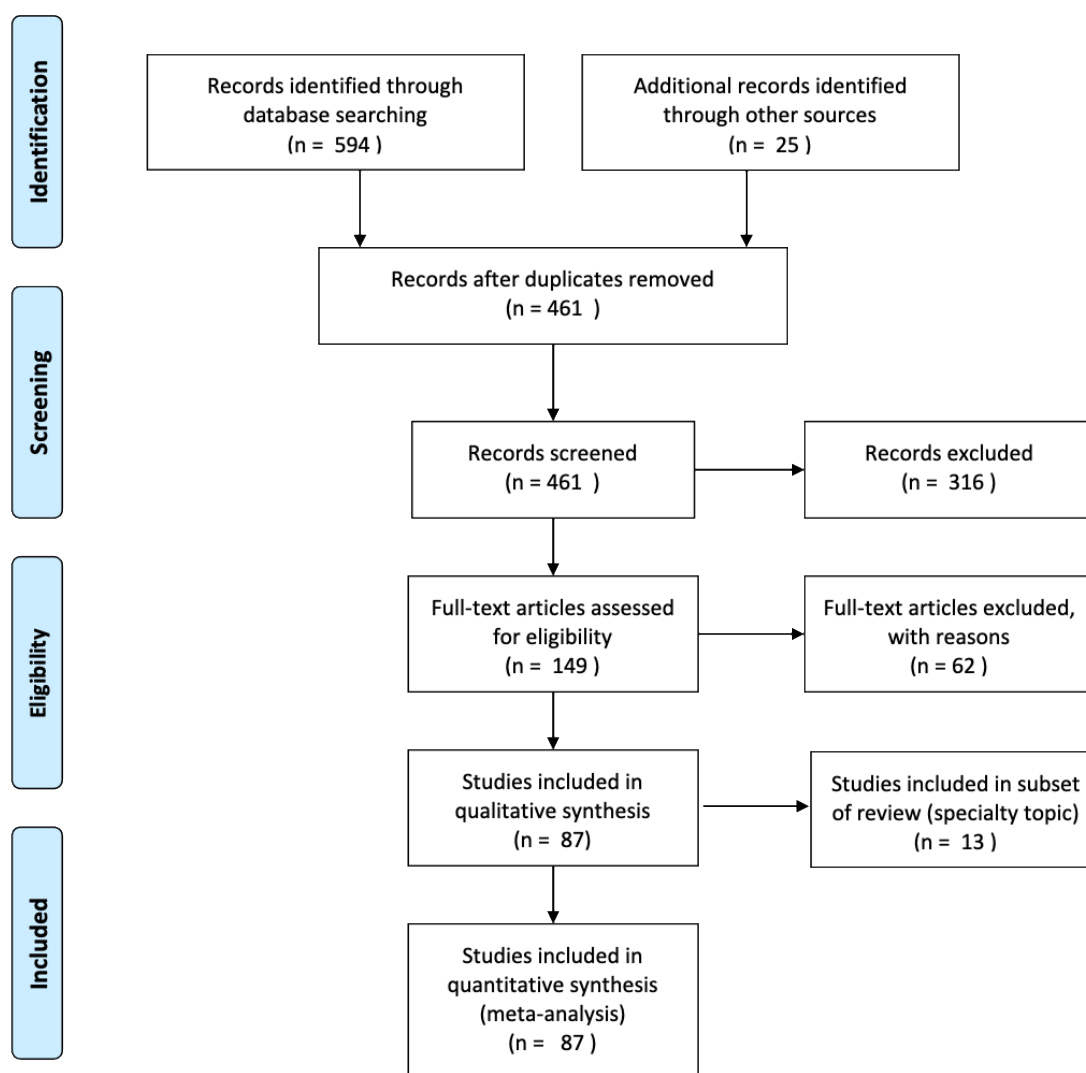 Identification
Records identified through
database searching
(n = 594 )
Additional records identified
through other sources
(n = 25 )
Records after duplicates removed
(n = 461 )
Screening
Records screened
(n = 461 )
Records excluded
(n = 316 )
Eligibility
Full-text articles assessed
for eligibility
(n = 149 )
Full-text articles excluded,
with reasons
(n = 62 )
Studies included in
qualitative synthesis
(n = 87)
Studies included in subset
of review (specialty topic)
(n = 13 )
Included
Studies included in
quantitative synthesis
(meta-analysis)
(n = 87 )